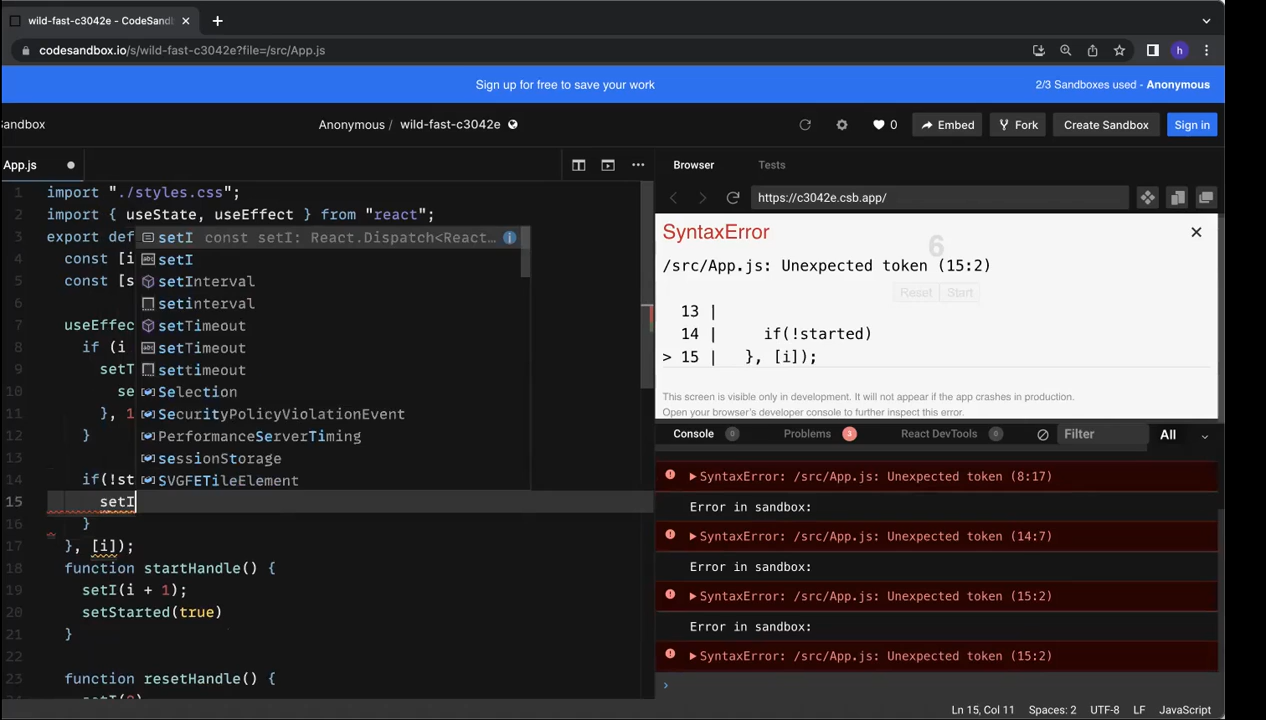 wild-fast-c3042e - CodeSandb
codesandbox.io/s/wild-fast-c3042e?file=/src/App.js
h
Sign up for free to save your work
2/3 Sandboxes used - Anonymous
Sandbox
Anonymous / wild-fast-c3042e
0
Embed
Fork
Create Sandbox
Sign in
App.js
1 import "./styles.css";
2 import { useState, useEffect } from "react";
3 export def
4 const [i
5 const [s
6
7 useEffec
8 if (i
9 setT
10 se
11 }, 1
12 }
13
14 if(!st
15 setI
16 }
17 }, [i]);
18 function startHandle() {
19 setI(i + 1);
20 setStarted(true)
21 }
22
23 function resetHandle() {
setI const setI: React.Dispatch<React…
setI
setInterval
setinterval
setTimeout
setTimeout
settimeout
Selection
SecurityPolicyViolationEvent
PerformanceServerTiming
sessionStorage
SVGFETileElement
Browser
Tests
https://c3042e.csb.app/
SyntaxError
6
/src/App.js: Unexpected token (15:2)
Reset Start
13 |
14 | if(!started)
> 15 | }, [i]);
This screen is visible only in development. It will not appear if the app crashes in production.
Open your browser's developer console to further inspect this error.
Console 0
Problems 3
React DevTools 0
Filter
All
▶SyntaxError: /src/App.js: Unexpected token (8:17)
Error in sandbox:
▶SyntaxError: /src/App.js: Unexpected token (14:7)
Error in sandbox:
▶SyntaxError: /src/App.js: Unexpected token (15:2)
Error in sandbox:
▶SyntaxError: /src/App.js: Unexpected token (15:2)
›
Ln 15, Col 11
Spaces: 2
UTF-8
LF
JavaScript